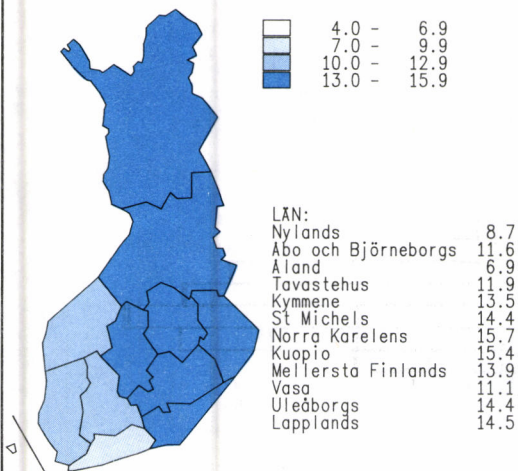 4.0 - 6.9
7.0 - 9.9
10.0 - 12.9
13.0 - 15.9
LÄN:
Nylands 8.7
Åbo och Björneborgs 11.6
Åland 6.9
Tavastehus 11.9
Kymmene 13.5
St Michels 14.4
Norra Karelens 15.7
Kuopio 15.4
Mellersta Finlands 13.9
Vasa 11.1
Uleåborgs 14.4
Lapplands 14.5